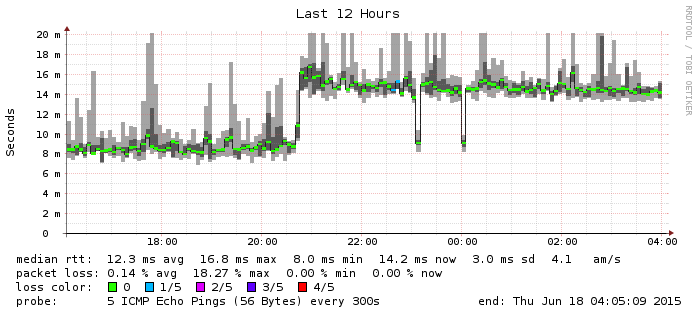 Last 12 Hours
RRDTOOL / TOBI OETIKER
Seconds
20 m
18 m
16 m
14 m
12 m
10 m
8 m
6 m
4 m
2 m
0
18:00 20:00 22:00 00:00 02:00 04:00
median rtt: 12.3 ms avg 16.8 ms max 8.0 ms min 14.2 ms now 3.0 ms sd 4.1 am/s
packet loss: 0.14 % avg 18.27 % max 0.00 % min 0.00 % now
loss color: 0 1/5 2/5 3/5 4/5
probe: 5 ICMP Echo Pings (56 Bytes) every 300s end: Thu Jun 18 04:05:09 2015